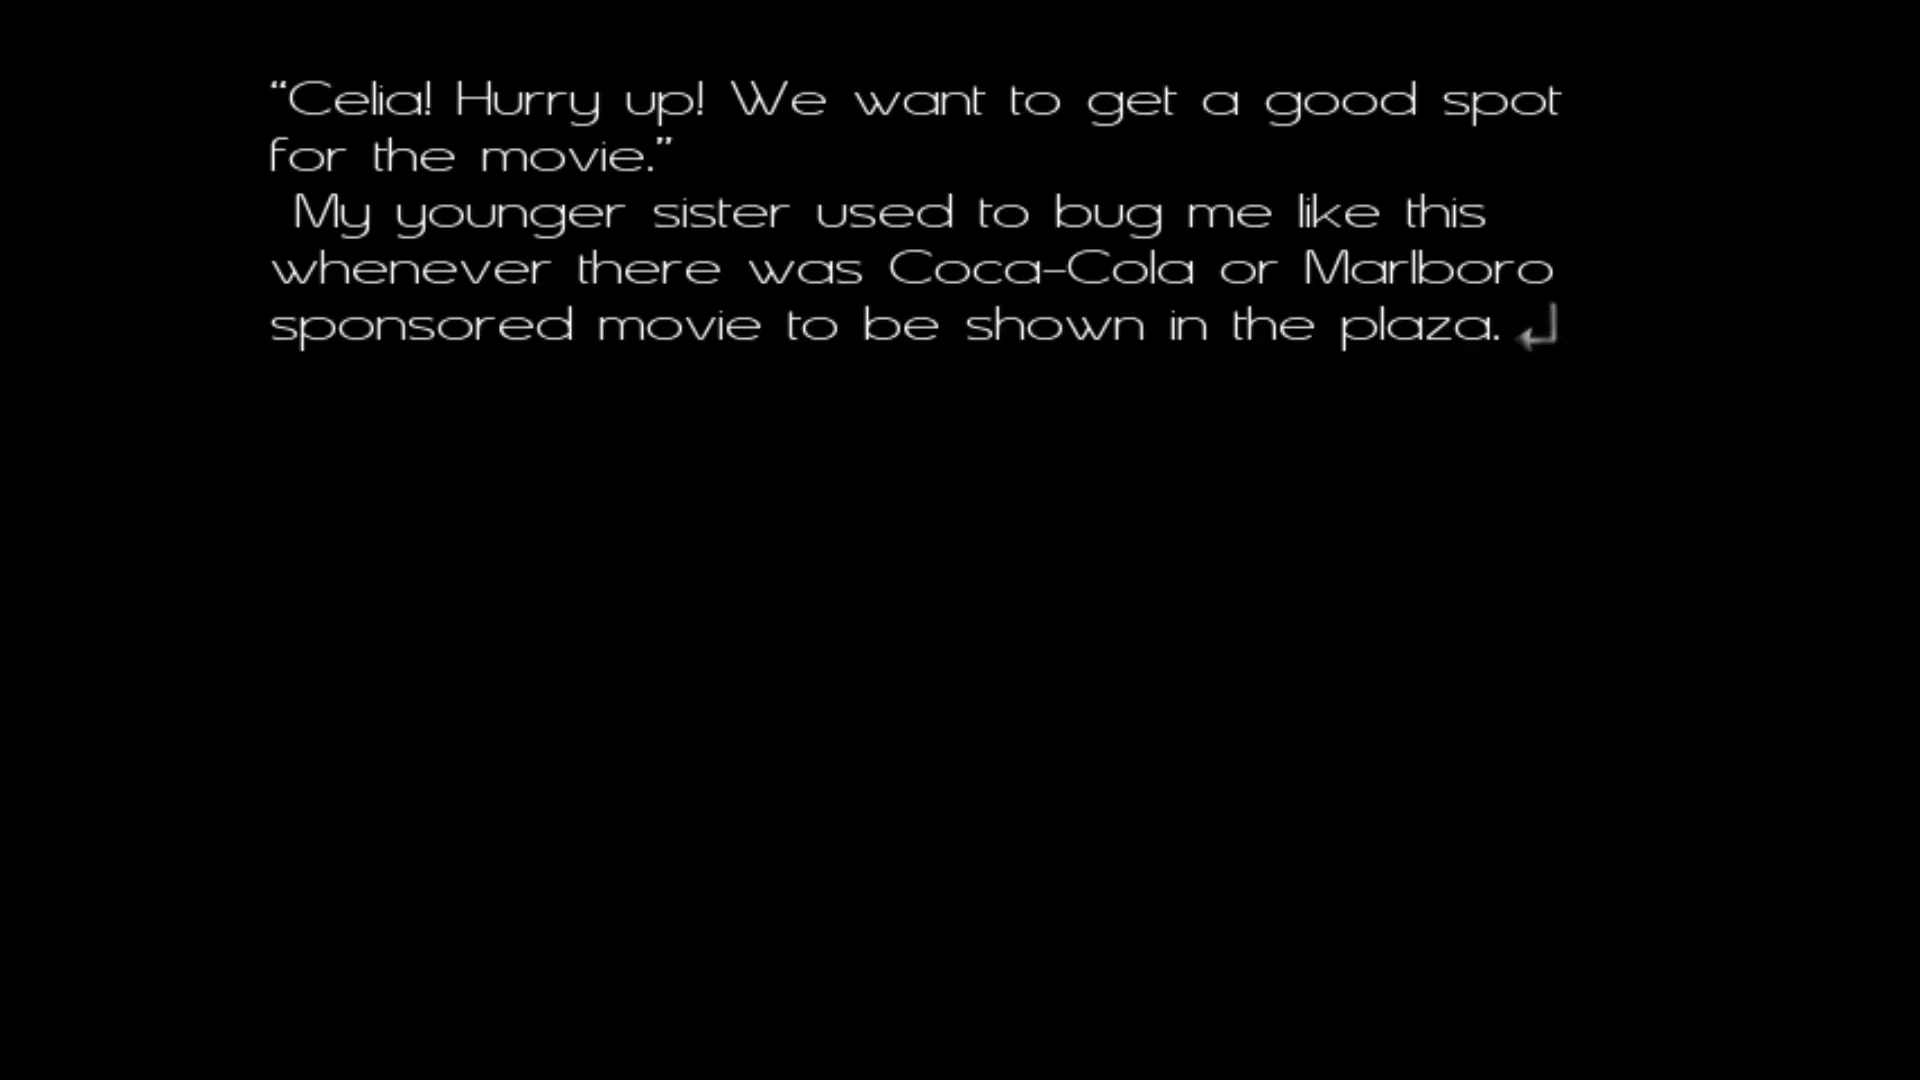 “Celia! Hurry up! We want to get a good spot
for the movie.”
My younger sister used to bug me like this
whenever there was Coca-Cola or Marlboro
sponsored movie to be shown in the plaza.